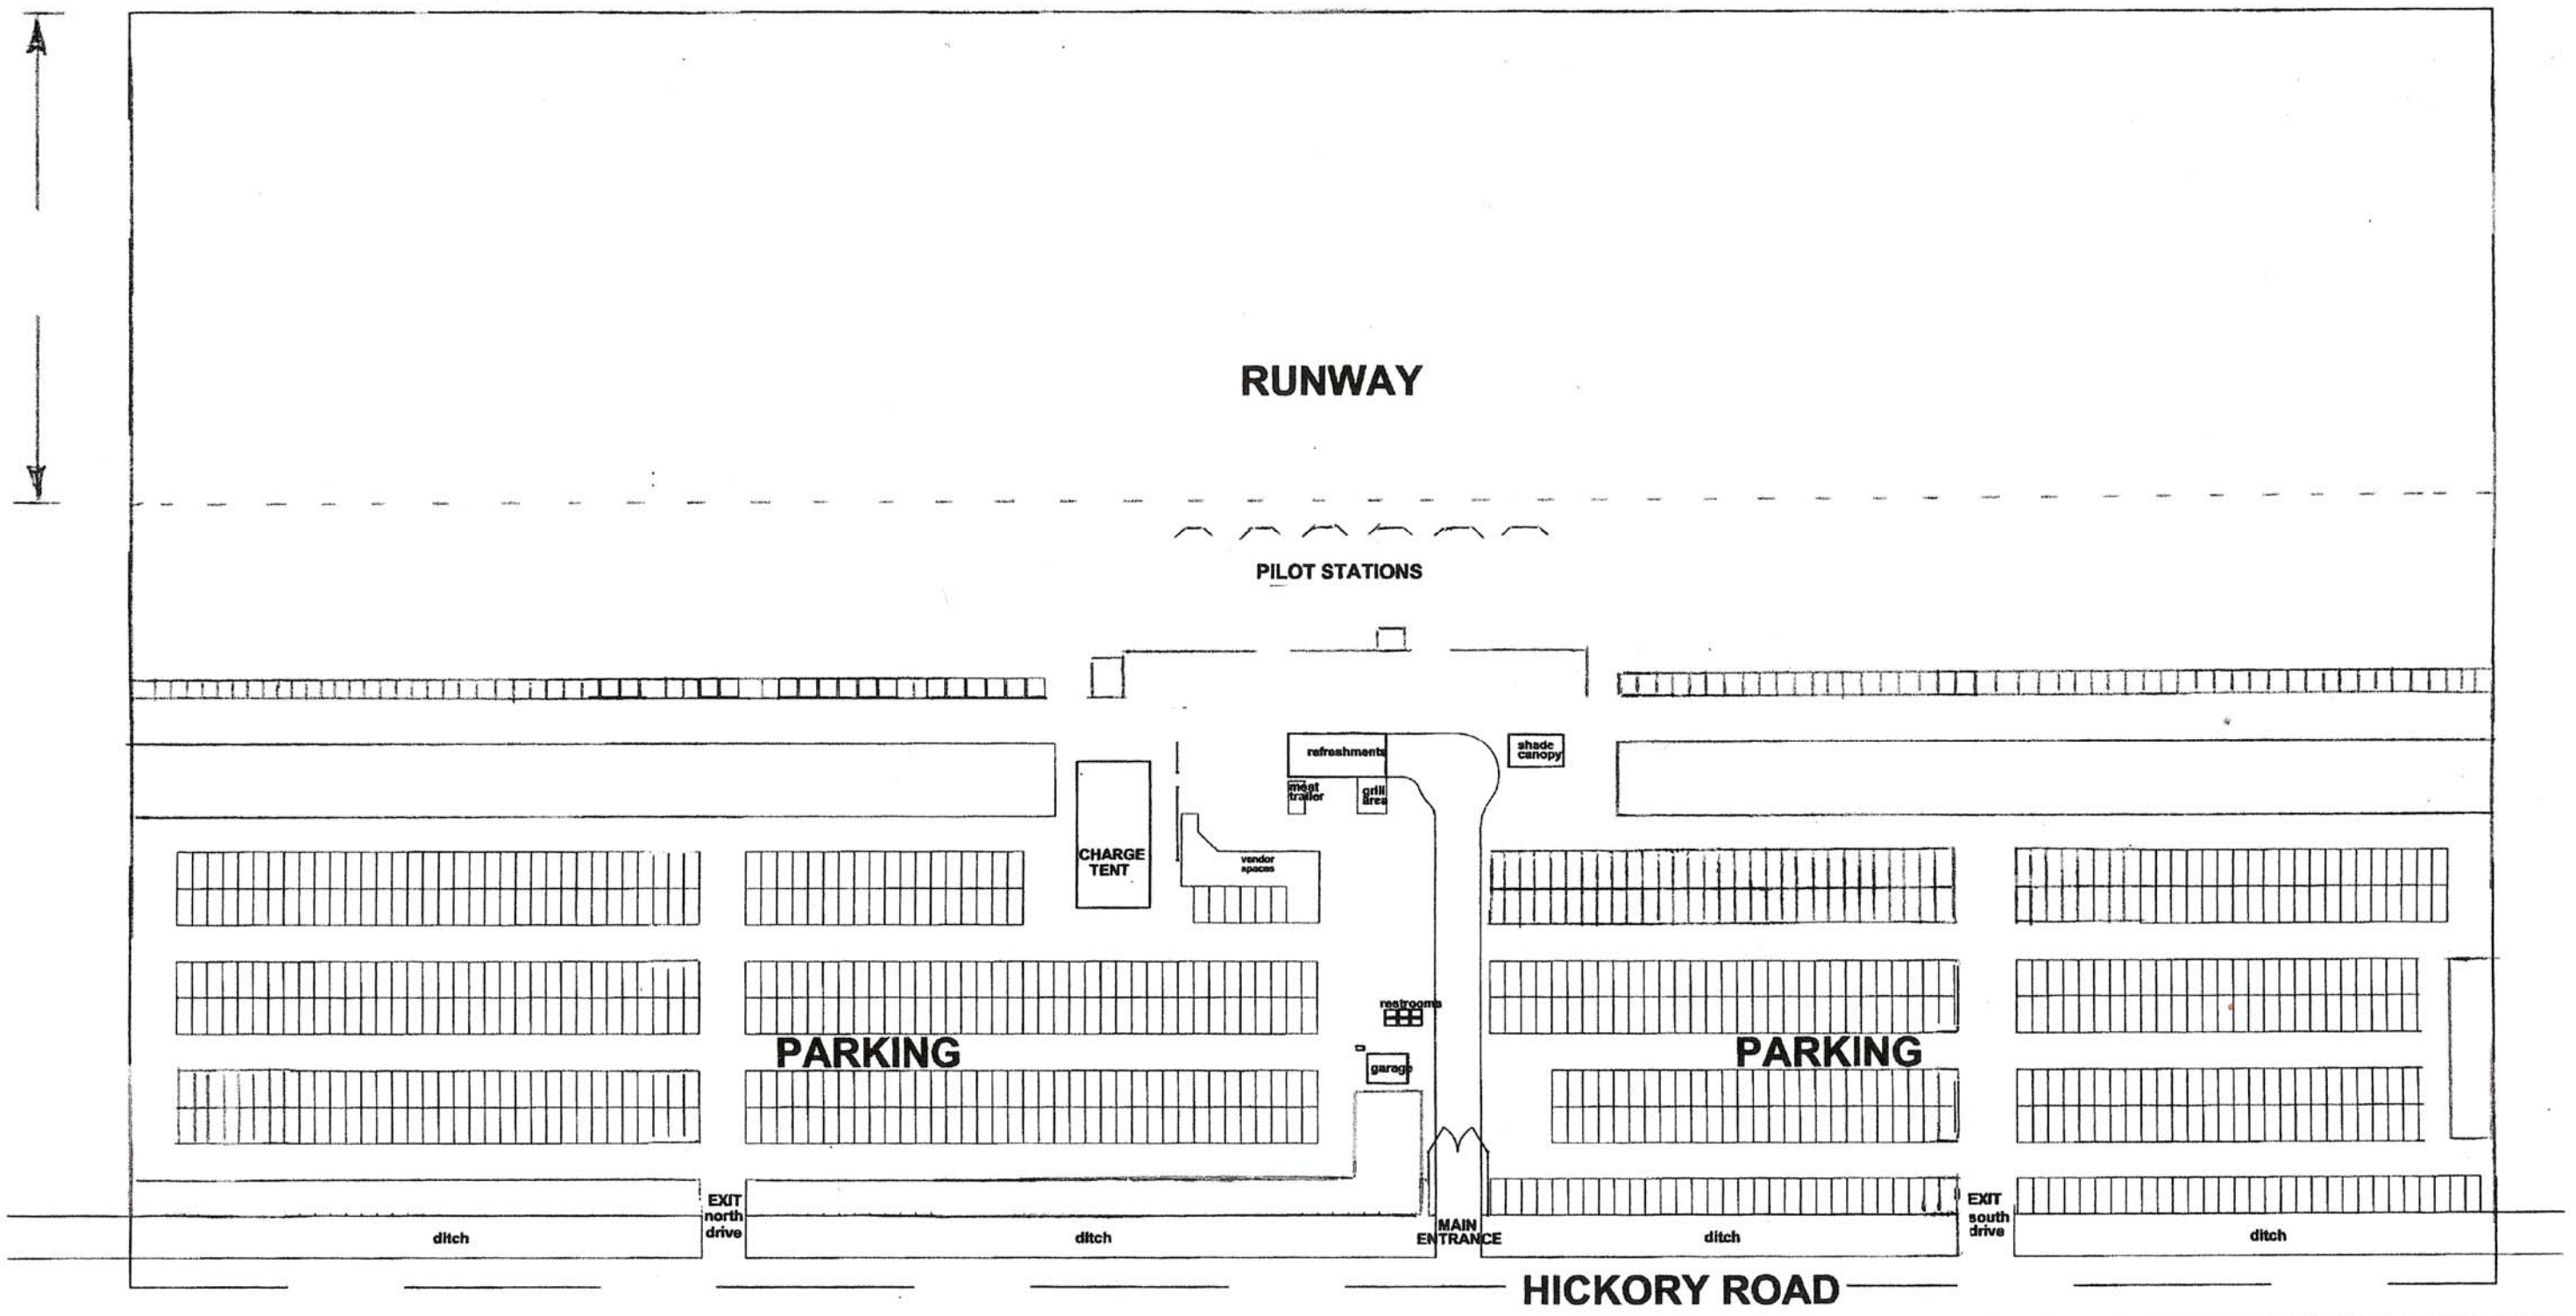 RUNWAY
PILOT STATIONS
refreshments
shade
canopy
meat
trailer
grill
area
CHARGE
TENT
vendor
spaces
restrooms
PARKING
PARKING
garage
EXIT
north
drive
EXIT
south
drive
ditch
ditch
MAIN
ENTRANCE
ditch
ditch
HICKORY ROAD